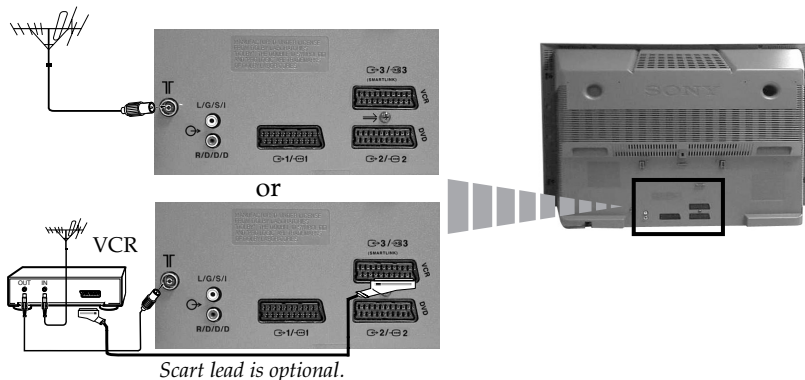 L/G/S/I
R/D/D/D
1/ 1
3/ 3
(SMARTLINK)
VCR
DVD
2/ 2
or
VCR
OUT IN
L/G/S/I
R/D/D/D
1/ 1
3/ 3
(SMARTLINK)
VCR
DVD
2/ 2
Scart lead is optional.
SONY